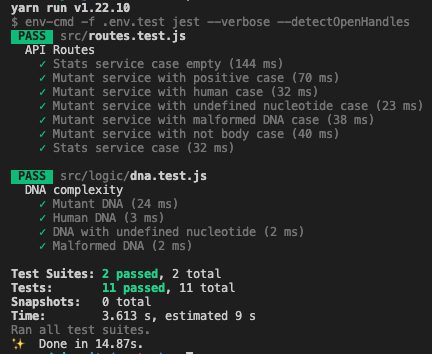 yarn run v1.22.10
$ env-cmd -f .env.test jest --verbose --detectOpenHandles
PASS src/routes.test.js
API Routes
✓ Stats service case empty (144 ms)
✓ Mutant service with positive case (70 ms)
✓ Mutant service with human case (32 ms)
✓ Mutant service with undefined nucleotide case (23 ms)
✓ Mutant service with malformed DNA case (38 ms)
✓ Mutant service with not body case (40 ms)
✓ Stats service case (32 ms)
PASS src/logic/dna.test.js
DNA complexity
✓ Mutant DNA (24 ms)
✓ Human DNA (3 ms)
✓ DNA with undefined nucleotide (2 ms)
✓ Malformed DNA (2 ms)
Test Suites: 2 passed, 2 total
Tests: 11 passed, 11 total
Snapshots: 0 total
Time: 3.613 s, estimated 9 s
Ran all test suites.
✨ Done in 14.87s.